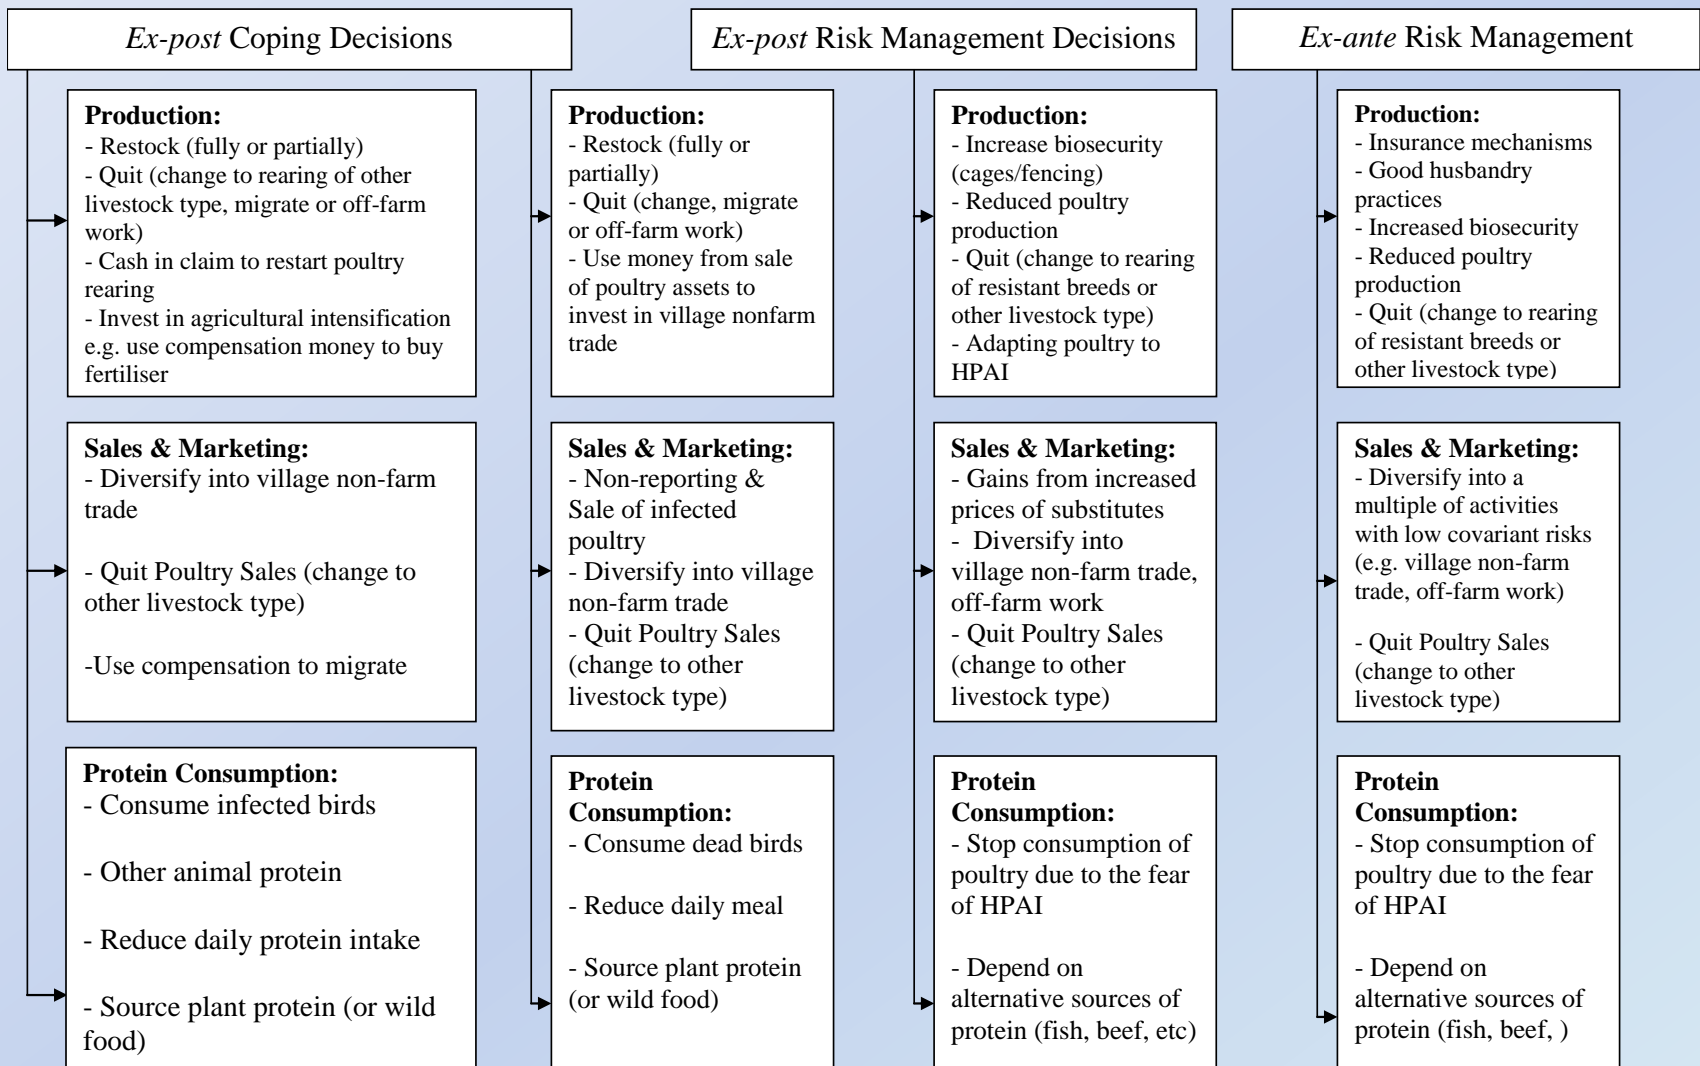 Ex-post Coping Decisions
Ex-post Risk Management Decisions
Ex-ante Risk Management
Production:
- Restock (fully or partially)
- Quit (change to rearing of other
livestock type, migrate or off-farm
work)
- Cash in claim to restart poultry
rearing
- Invest in agricultural intensification
e.g. use compensation money to buy
fertiliser
Production:
- Restock (fully or
partially)
- Quit (change, migrate
or off-farm work)
- Use money from sale
of poultry assets to
invest in village nonfarm
trade
Production:
- Increase biosecurity
(cages/fencing)
- Reduced poultry
production
- Quit (change to rearing
of resistant breeds or
other livestock type)
- Adapting poultry to
HPAI
Production:
- Insurance mechanisms
- Good husbandry
practices
- Increased biosecurity
- Reduced poultry
production
- Quit (change to rearing
of resistant breeds or
other livestock type)
Sales & Marketing:
- Diversify into village non-farm
trade
- Quit Poultry Sales (change to
other livestock type)
-Use compensation to migrate
Sales & Marketing:
- Non-reporting &
Sale of infected
poultry
- Diversify into village
non-farm trade
- Quit Poultry Sales
(change to other
livestock type)
Sales & Marketing:
- Gains from increased
prices of substitutes
- Diversify into
village non-farm trade,
off-farm work
- Quit Poultry Sales
(change to other
livestock type)
Sales & Marketing:
- Diversify into a
multiple of activities
with low covariant risks
(e.g. village non-farm
trade, off-farm work)
- Quit Poultry Sales
(change to other
livestock type)
Protein Consumption:
- Consume infected birds
- Other animal protein
- Reduce daily protein intake
- Source plant protein (or wild
food)
Protein
Consumption:
- Consume dead birds
- Reduce daily meal
- Source plant protein
(or wild food)
Protein
Consumption:
- Stop consumption of
poultry due to the fear
of HPAI
- Depend on
alternative sources of
protein (fish, beef, etc)
Protein
Consumption:
- Stop consumption of
poultry due to the fear
of HPAI
- Depend on
alternative sources of
protein (fish, beef, )